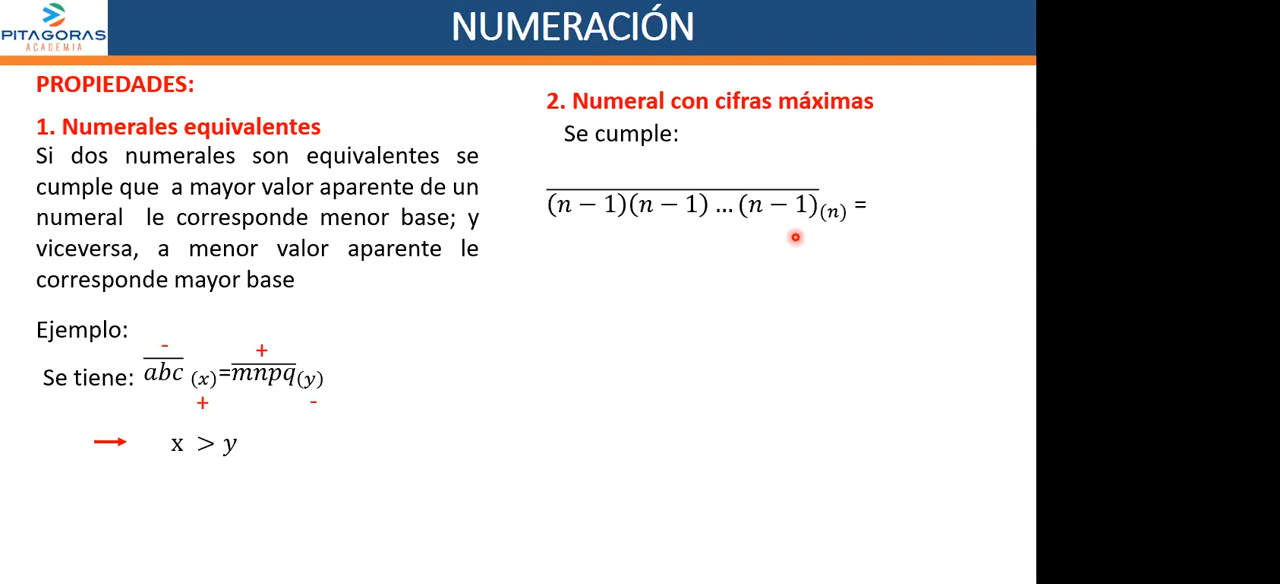 PITAGORAS
ACADEMIA
NUMERACIÓN
PROPIEDADES:
1. Numerales equivalentes
Si dos numerales son equivalentes se
cumple que a mayor valor aparente de un
numeral le corresponde menor base; y
viceversa, a menor valor aparente le
corresponde mayor base
Ejemplo:
- +
Se tiene: abc (x)=mnpq(y)
+ -
→ x > y
2. Numeral con cifras máximas
Se cumple:
(n − 1)(n − 1) … (n − 1)(n) =